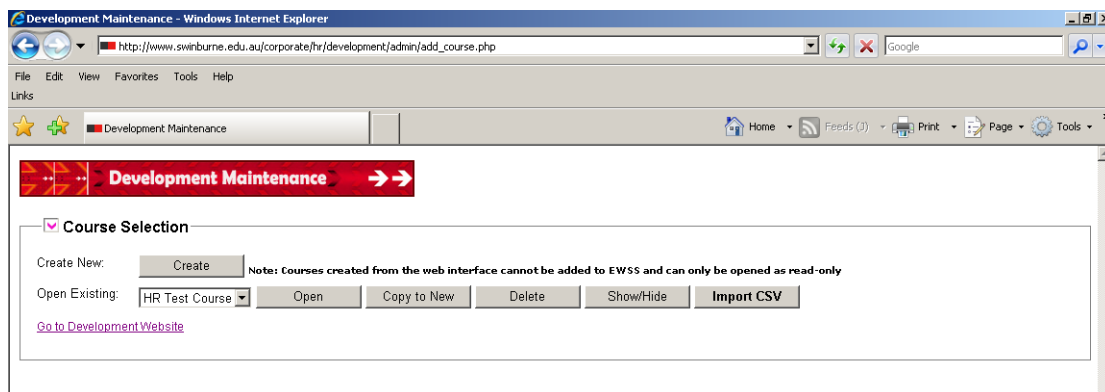 Development Maintenance - Windows Internet Explorer
http://www.swinburne.edu.au/corporate/hr/development/admin/add_course.php
Google
File Edit View Favorites Tools Help
Links
Development Maintenance
Home Feeds (J) Print Page Tools
Development Maintenance
Course Selection
Create New: Create Note: Courses created from the web interface cannot be added to EWSS and can only be opened as read-only
Open Existing: HR Test Course Open Copy to New Delete Show/Hide Import CSV
Go to Development Website